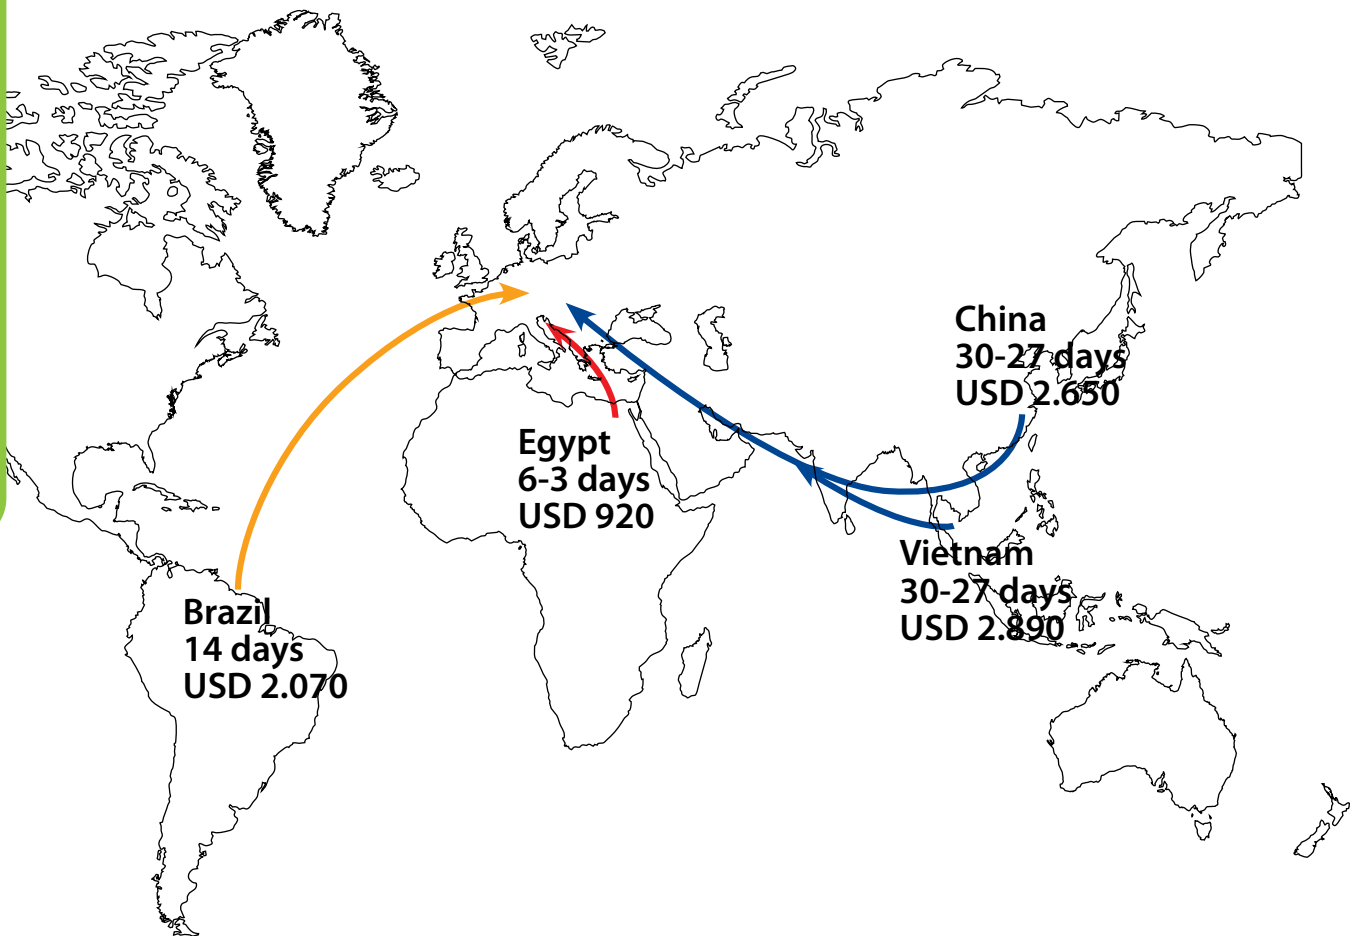 China
30-27 days
USD 2.650
Egypt
6-3 days
USD 920
Vietnam
30-27 days
USD 2.890
Brazil
14 days
USD 2.070